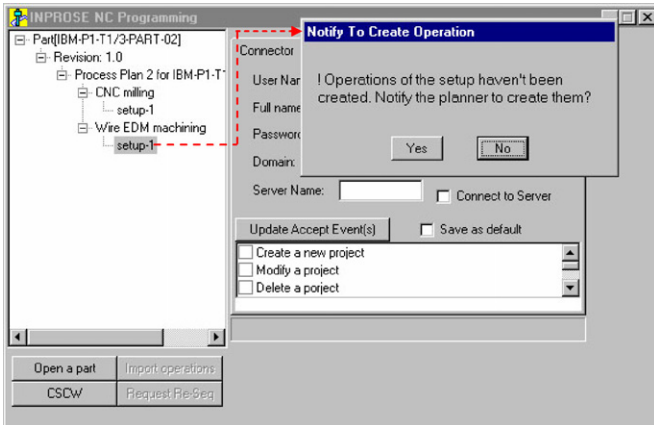 INPROSE NC Programming
Part[IBM-P1-T1/3-PART-02]
Revision: 1.0
Process Plan 2 for IBM-P1-T
CNC milling
setup-1
Wire EDM machining
setup-1
Notify To Create Operation
! Operations of the setup haven't been
created. Notify the planner to create them?
Yes No
Connector
User Nar
Full name
Password
Domain:
Server Name: Connect to Server
Update Accept Event(s) Save as default
Create a new project
Modify a project
Delete a porject
Open a part Import operations
CSCW Request Re-Seq